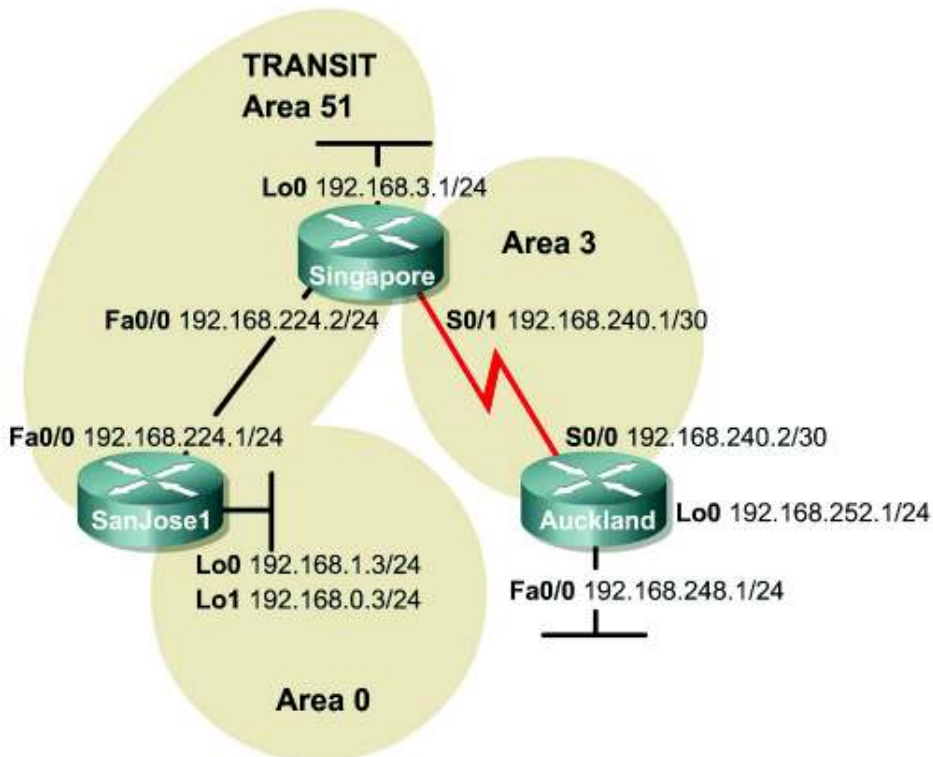 TRANSIT
Area 51
Lo0 192.168.3.1/24
Singapore
Area 3
Fa0/0 192.168.224.2/24
S0/1 192.168.240.1/30
Fa0/0 192.168.224.1/24
S0/0 192.168.240.2/30
SanJose1
Auckland
Lo0 192.168.252.1/24
Lo0 192.168.1.3/24
Lo1 192.168.0.3/24
Fa0/0 192.168.248.1/24
Area 0